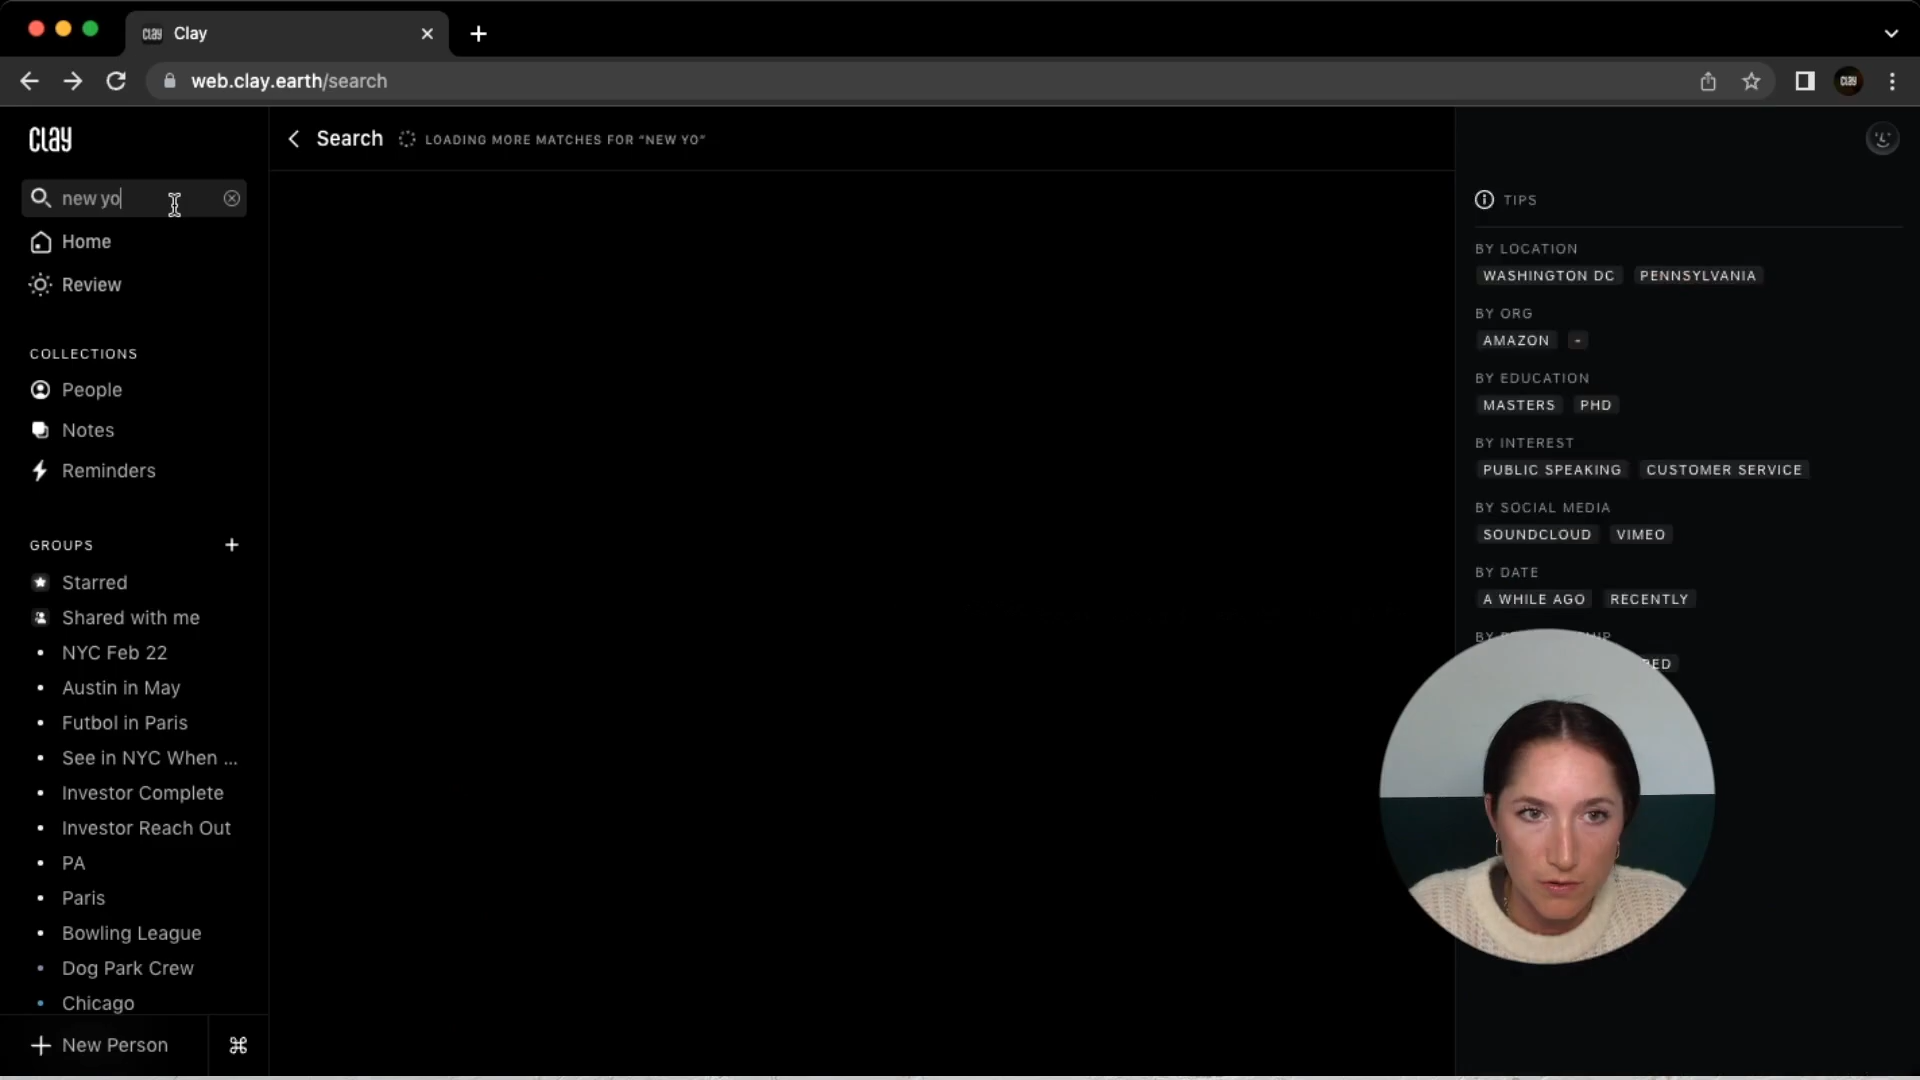 CLAY Clay
web.clay.earth/search
CLAY
CLAY
Search LOADING MORE MATCHES FOR “NEW YO”
new yo
Home
Review
COLLECTIONS
People
Notes
Reminders
GROUPS +
Starred
Shared with me
NYC Feb 22
Austin in May
Futbol in Paris
See in NYC When ...
Investor Complete
Investor Reach Out
PA
Paris
Bowling League
Dog Park Crew
Chicago
New Person ⌘
TIPS
BY LOCATION
WASHINGTON DC PENNSYLVANIA
BY ORG
AMAZON -
BY EDUCATION
MASTERS PHD
BY INTEREST
PUBLIC SPEAKING CUSTOMER SERVICE
BY SOCIAL MEDIA
SOUNDCLOUD VIMEO
BY DATE
A WHILE AGO RECENTLY
BY